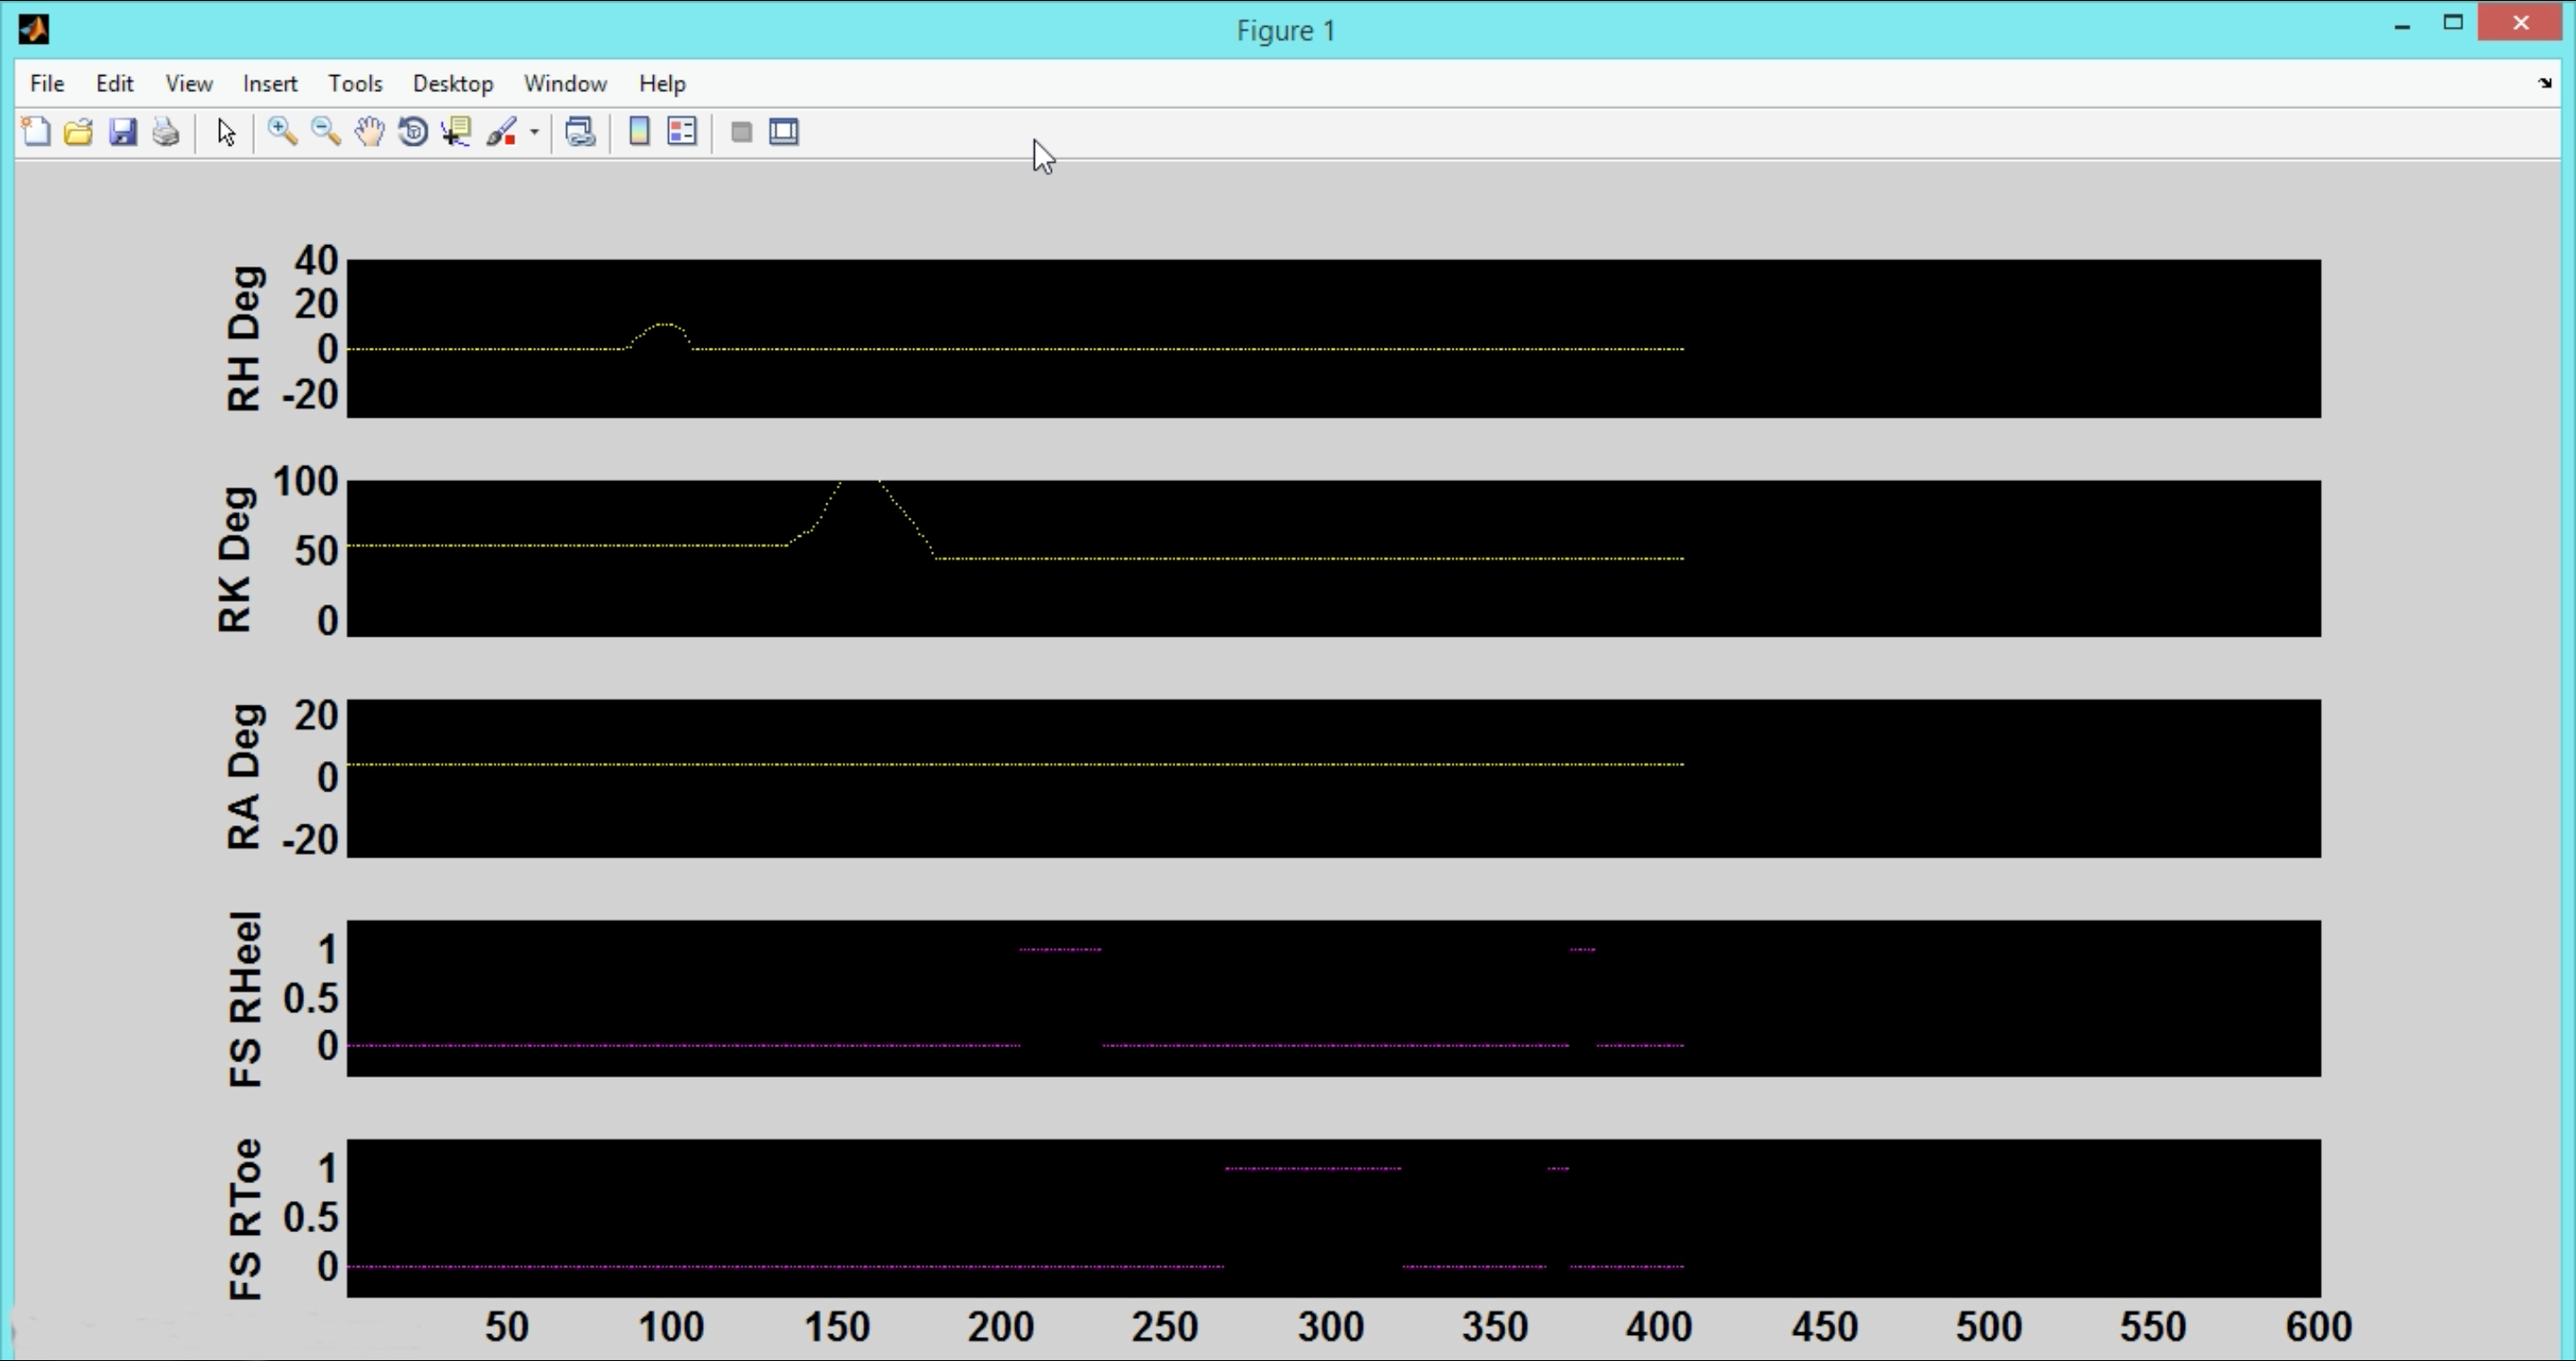 Figure 1
File Edit View Insert Tools Desktop Window Help
RH Deg
40
20
0
-20
RK Deg
100
50
0
RA Deg
20
0
-20
FS RHeel
1
0.5
0
FS RToe
1
0.5
0
50 100 150 200 250 300 350 400 450 500 550 600